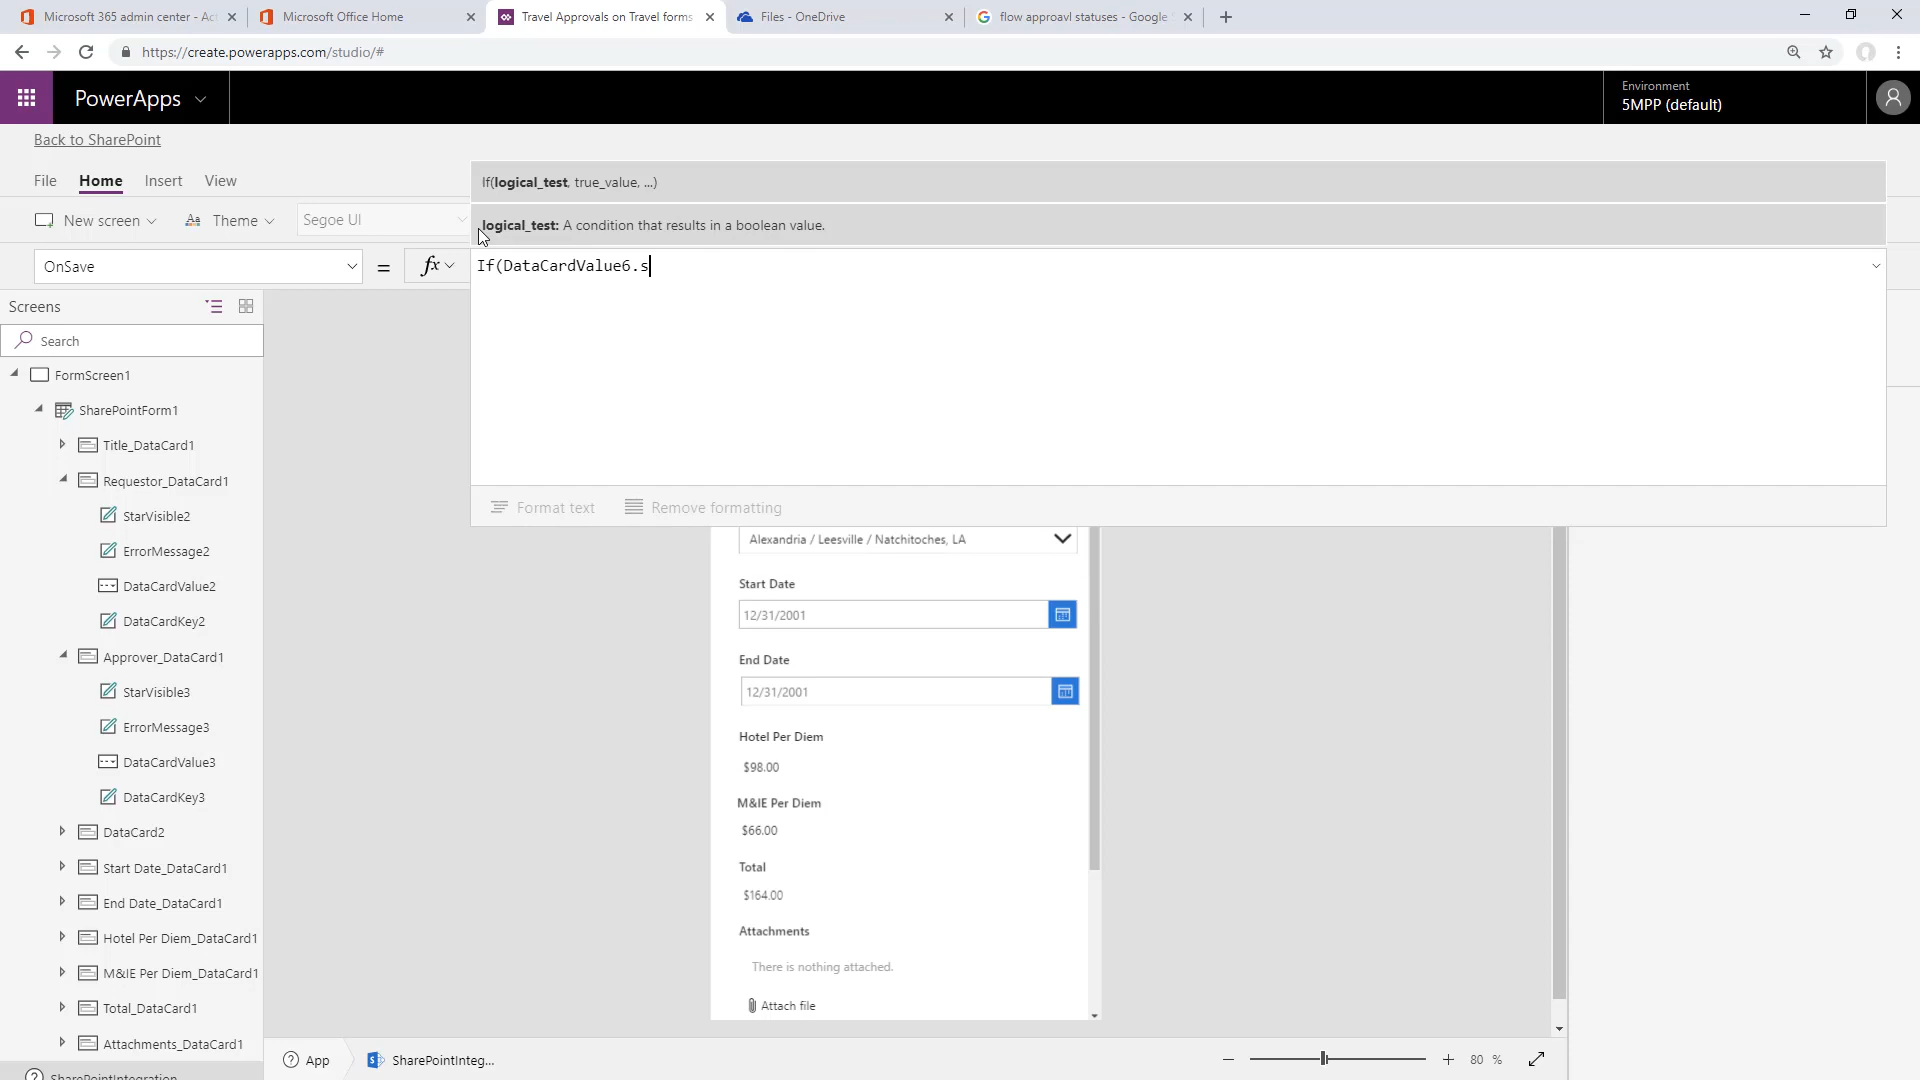 Microsoft 365 admin center - Act
Microsoft Office Home
Travel Approvals on Travel forms
Files - OneDrive
flow approavl statuses - Google S
https://create.powerapps.com/studio/#
PowerApps
Environment
5MPP (default)
Back to SharePoint
File
Home
Insert
View
If(logical_test, true_value, ...)
New screen
Theme
Segoe UI
logical_test: A condition that results in a boolean value.
OnSave
=
fx
If(DataCardValue6.s
Screens
Search
FormScreen1
SharePointForm1
Title_DataCard1
Requestor_DataCard1
StarVisible2
ErrorMessage2
DataCardValue2
DataCardKey2
Approver_DataCard1
StarVisible3
ErrorMessage3
DataCardValue3
DataCardKey3
DataCard2
Start Date_DataCard1
End Date_DataCard1
Hotel Per Diem_DataCard1
M&IE Per Diem_DataCard1
Total_DataCard1
Attachments_DataCard1
SharePointIntegration
Format text
Remove formatting
Alexandria / Leesville / Natchitoches, LA
Start Date
12/31/2001
End Date
12/31/2001
Hotel Per Diem
$98.00
M&IE Per Diem
$66.00
Total
$164.00
Attachments
There is nothing attached.
Attach file
App
SharePointInteg...
80 %